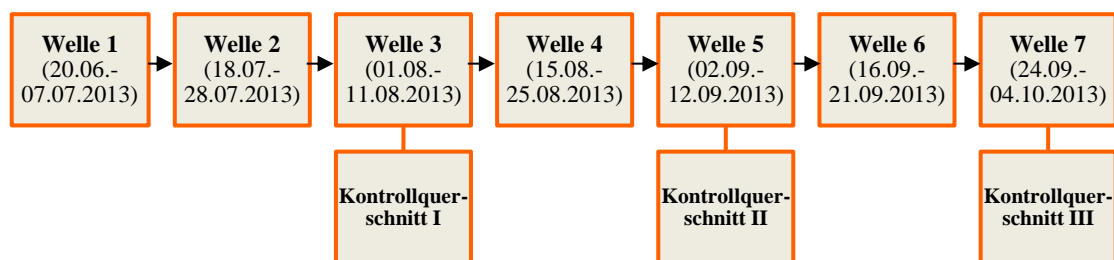 Welle 1
(20.06.-
07.07.2013)
Welle 2
(18.07.-
28.07.2013)
Welle 3
(01.08.-
11.08.2013)
Welle 4
(15.08.-
25.08.2013)
Welle 5
(02.09.-
12.09.2013)
Welle 6
(16.09.-
21.09.2013)
Welle 7
(24.09.-
04.10.2013)
Kontrollquer-
schnitt I
Kontrollquer-
schnitt II
Kontrollquer-
schnitt III